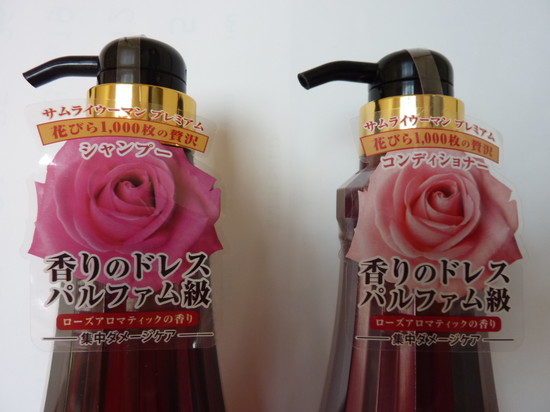 サムライウーマン プレミアム
花びら1,000枚の贅沢
シャンプー
香りのドレス
パルファム級
ローズアロマティックの香り
集中ダメージケア
サムライウーマン プレミアム
花びら1,000枚の贅沢
コンディショナー
香りのドレス
パルファム級
ローズアロマティックの香り
集中ダメージケア